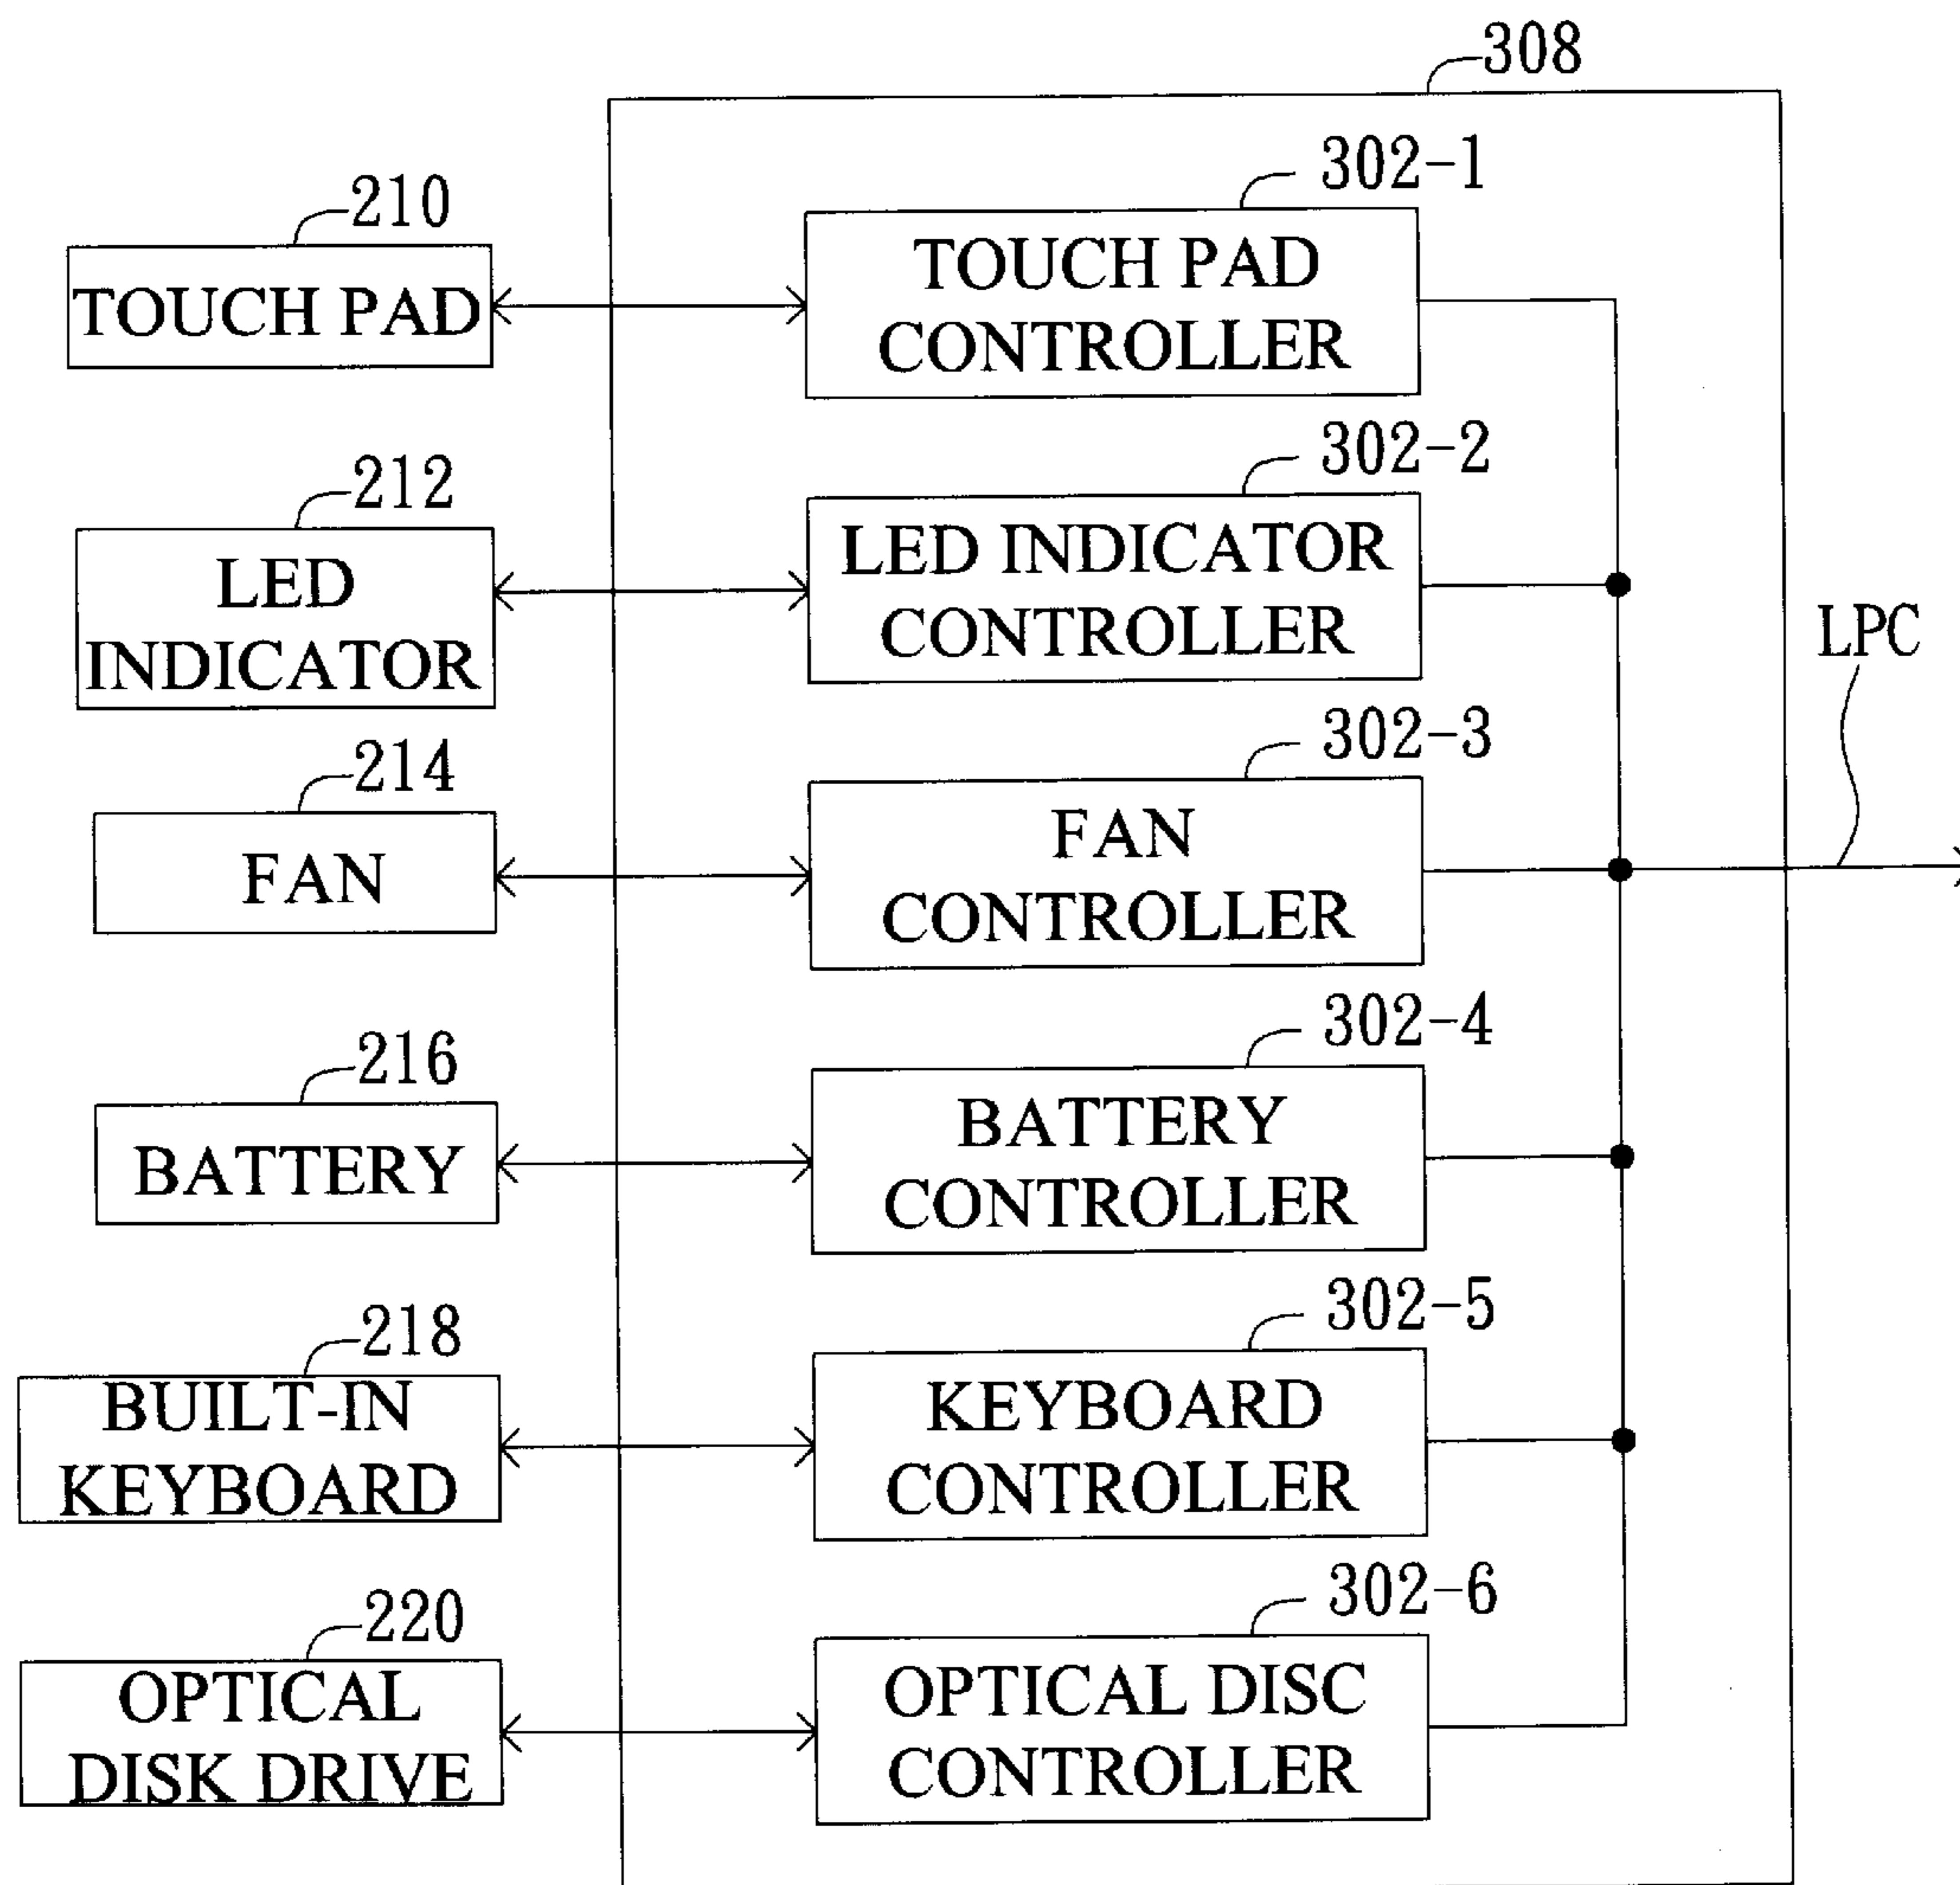 308
302-1
210
TOUCH PAD
TOUCH PAD
CONTROLLER
302-2
212
LED
INDICATOR
LED INDICATOR
CONTROLLER
LPC
302-3
214
FAN
FAN
CONTROLLER
302-4
216
BATTERY
BATTERY
CONTROLLER
302-5
218
BUILT-IN
KEYBOARD
KEYBOARD
CONTROLLER
302-6
220
OPTICAL
DISK DRIVE
OPTICAL DISC
CONTROLLER